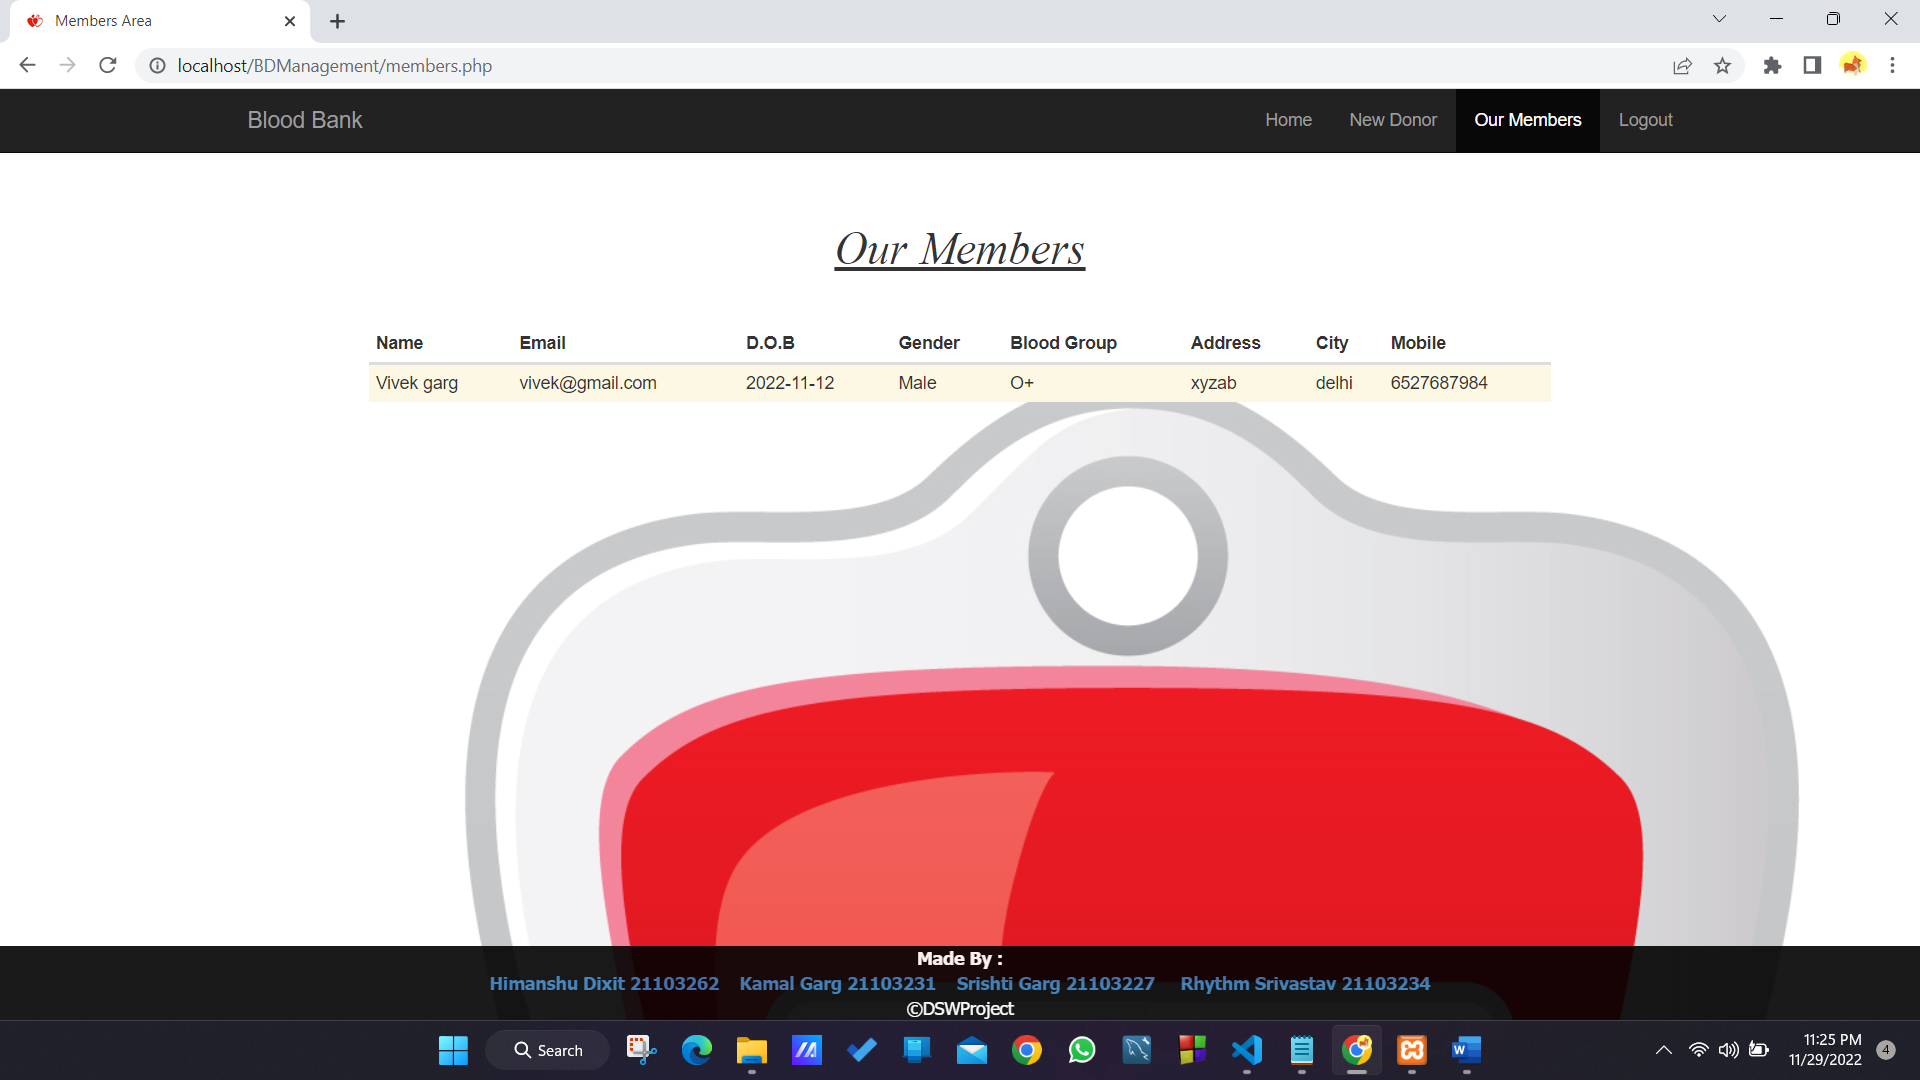 Members Area
localhost/BDManagement/members.php
Blood Bank Home New Donor Our Members Logout
Our Members
Name Email D.O.B Gender Blood Group Address City Mobile
Vivek garg vivek@gmail.com 2022-11-12 Male O+ xyzab delhi 6527687984
Made By :
Himanshu Dixit 21103262 Kamal Garg 21103231 Srishti Garg 21103227 Rhythm Srivastav 21103234
©DSWProject
Search
11:25 PM
11/29/2022
4